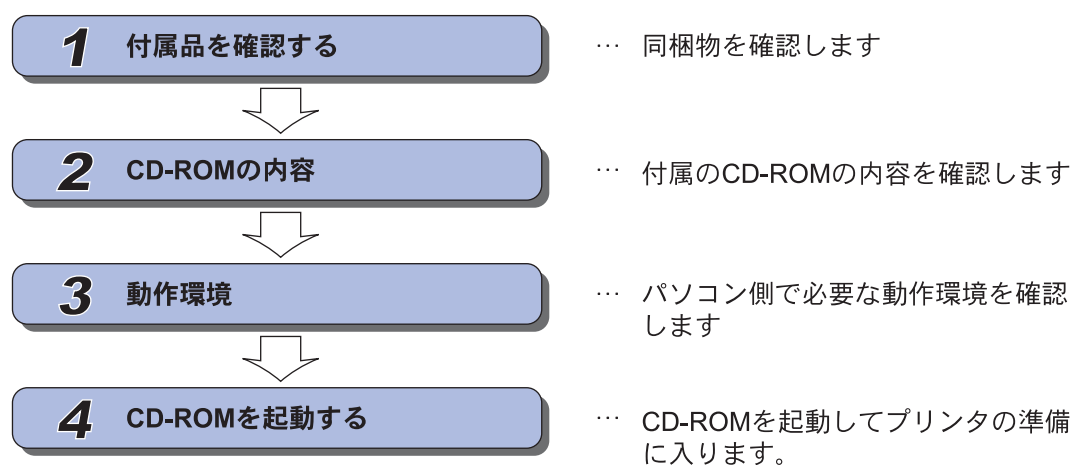 1 付属品を確認する … 同梱物を確認します
2 CD-ROMの内容 … 付属のCD-ROMの内容を確認します
3 動作環境 … パソコン側で必要な動作環境を確認
します
4 CD-ROMを起動する … CD-ROMを起動してプリンタの準備
に入ります。